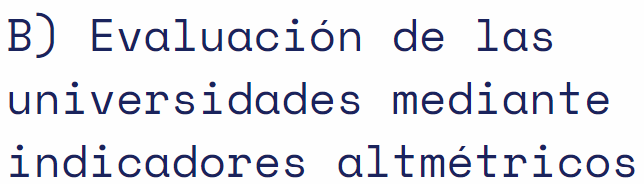 B) Evaluación de las
universidades mediante
indicadores altmétricos